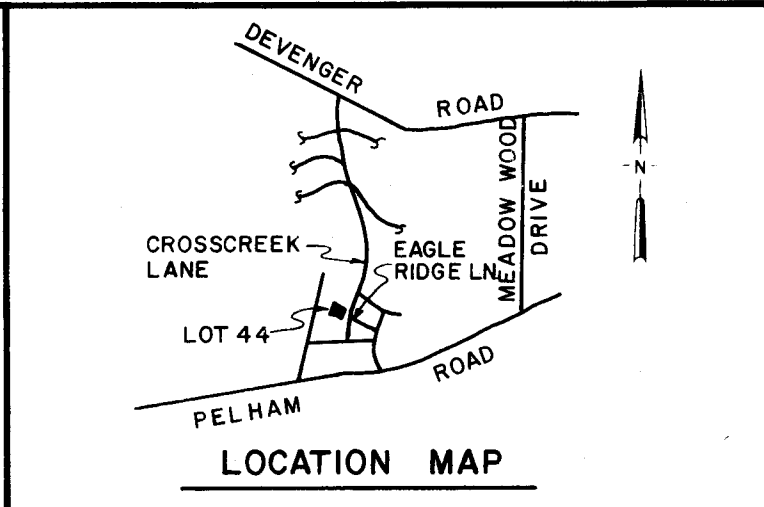 DEVENGER
ROAD
MEADOW WOOD
DRIVE
N
CROSSCREEK
LANE
EAGLE
RIDGE LN.
LOT 44
ROAD
PELHAM
LOCATION MAP